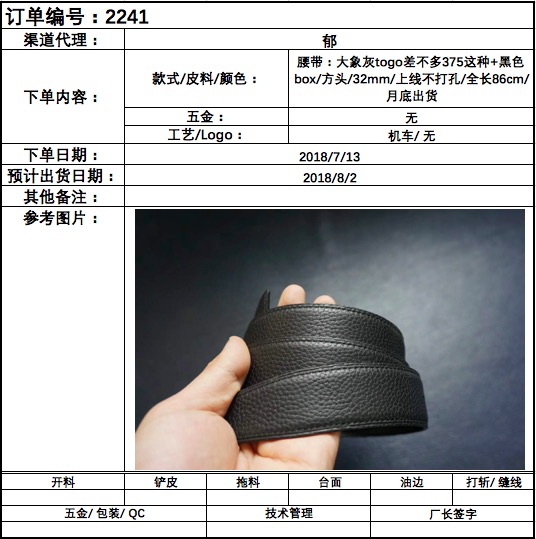 订单编号：2241
渠道代理： 郁
下单内容：
款式/皮料/颜色：
腰带：大象灰togo差不多375这种+黑色
box/方头/32mm/上线不打孔/全长86cm/
月底出货
五金： 无
工艺/Logo： 机车/ 无
下单日期： 2018/7/13
预计出货日期： 2018/8/2
其他备注：
参考图片：
开料 铲皮 拖料 台面 油边 打斩/ 缝线
五金/ 包装/ QC 技术管理 厂长签字